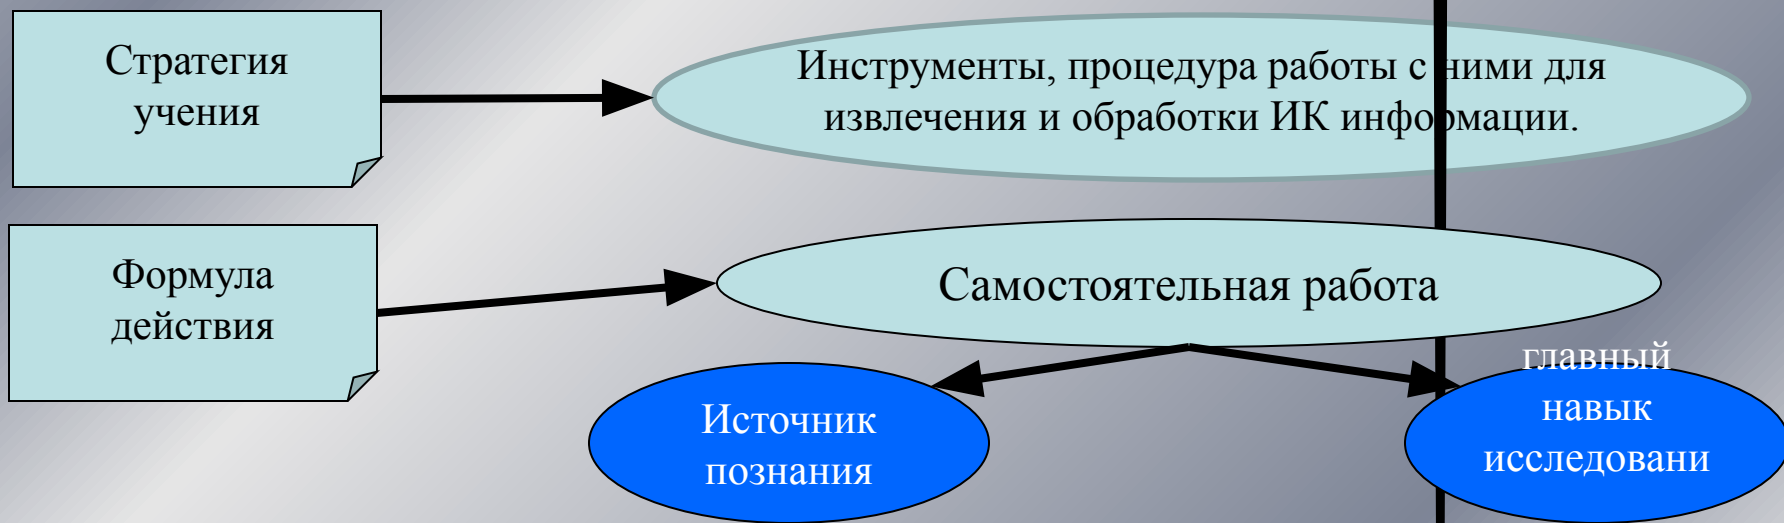 Стратегия
учения
Инструменты, процедура работы с ними для
извлечения и обработки ИК информации.
Формула
действия
Самостоятельная работа
Источник
познания
главный
навык
исследовани